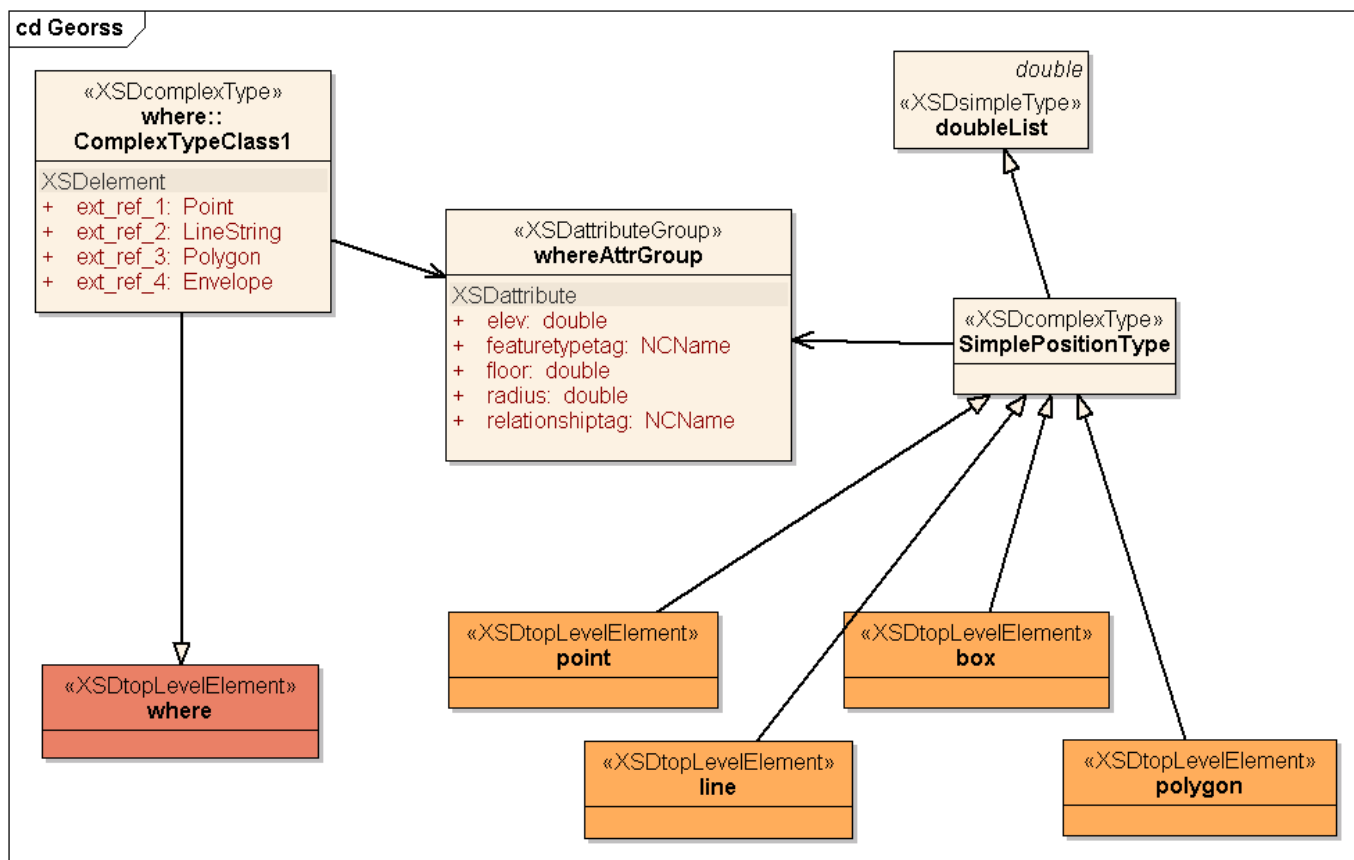 cd Georss
«XSDcomplexType»
where::
ComplexTypeClass1
XSDelement
+ ext_ref_1: Point
+ ext_ref_2: LineString
+ ext_ref_3: Polygon
+ ext_ref_4: Envelope
«XSDattributeGroup»
whereAttrGroup
XSDattribute
+ elev: double
+ featuretypetag: NCName
+ floor: double
+ radius: double
+ relationshiptag: NCName
double
«XSDsimpleType»
doubleList
«XSDcomplexType»
SimplePositionType
«XSDtopLevelElement»
where
«XSDtopLevelElement»
point
«XSDtopLevelElement»
box
«XSDtopLevelElement»
line
«XSDtopLevelElement»
polygon